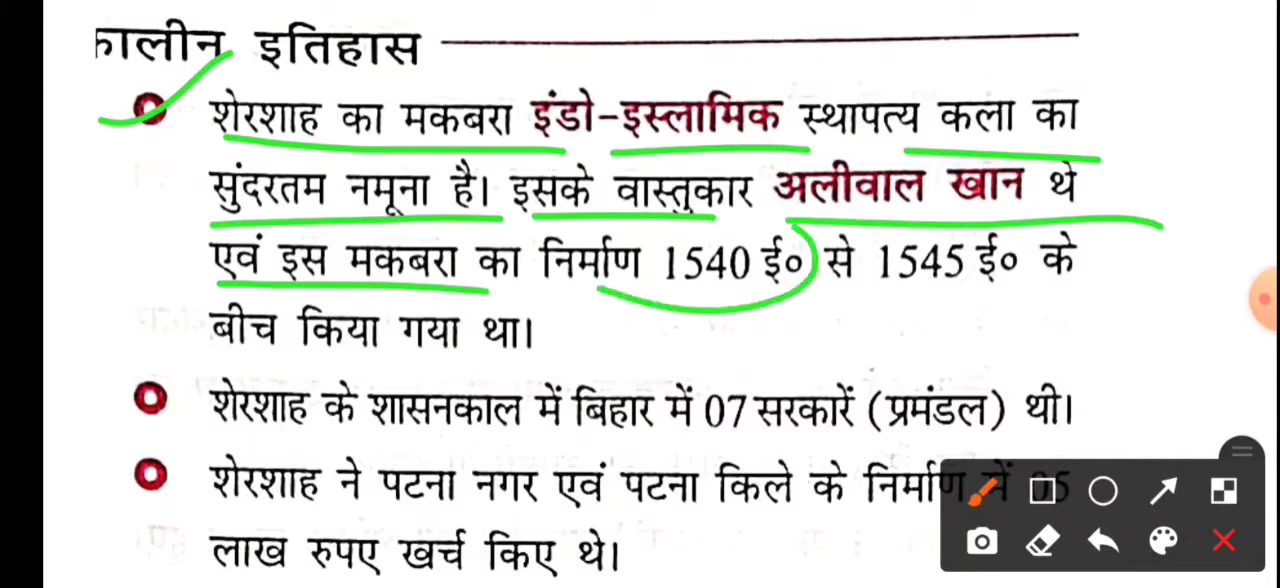 कालीन इतिहास
शेरशाह का मकबरा इंडो-इस्लामिक स्थापत्य कला का
सुंदरतम नमूना है। इसके वास्तुकार अलीवाल खान थे
एवं इस मकबरा का निर्माण 1540 ई० से 1545 ई० के
बीच किया गया था।
शेरशाह के शासनकाल में बिहार में 07 सरकारें (प्रमंडल) थी।
शेरशाह ने पटना नगर एवं पटना किले के निर्माण में 05
लाख रुपए खर्च किए थे।